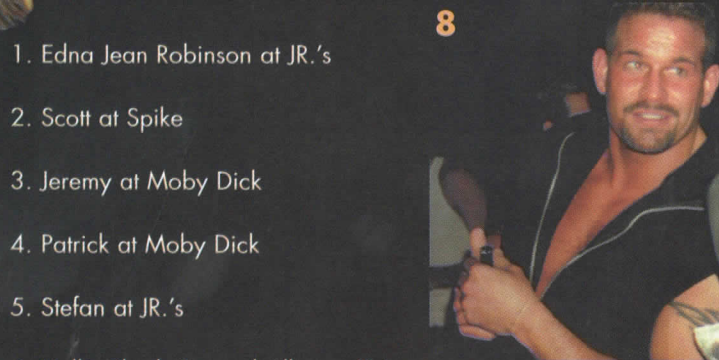 8
1. Edna Jean Robinson at JR.'s
2. Scott at Spike
3. Jeremy at Moby Dick
4. Patrick at Moby Dick
5. Stefan at JR.'s